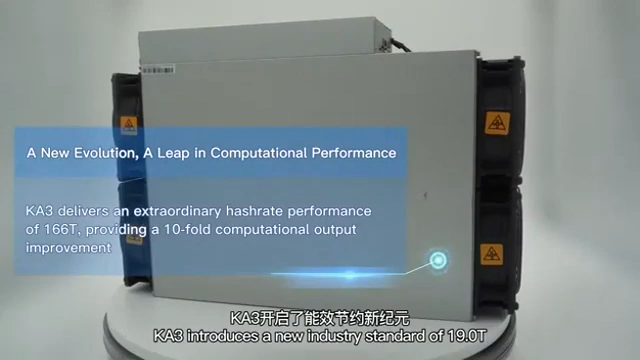 A New Evolution, A Leap in Computational Performance
KA3 delivers an extraordinary hashrate performance
of 166T, providing a 10-fold computational output
improvement
KA3开启了能效节约新纪元
KA3 introduces a new industry standard of 19.0T